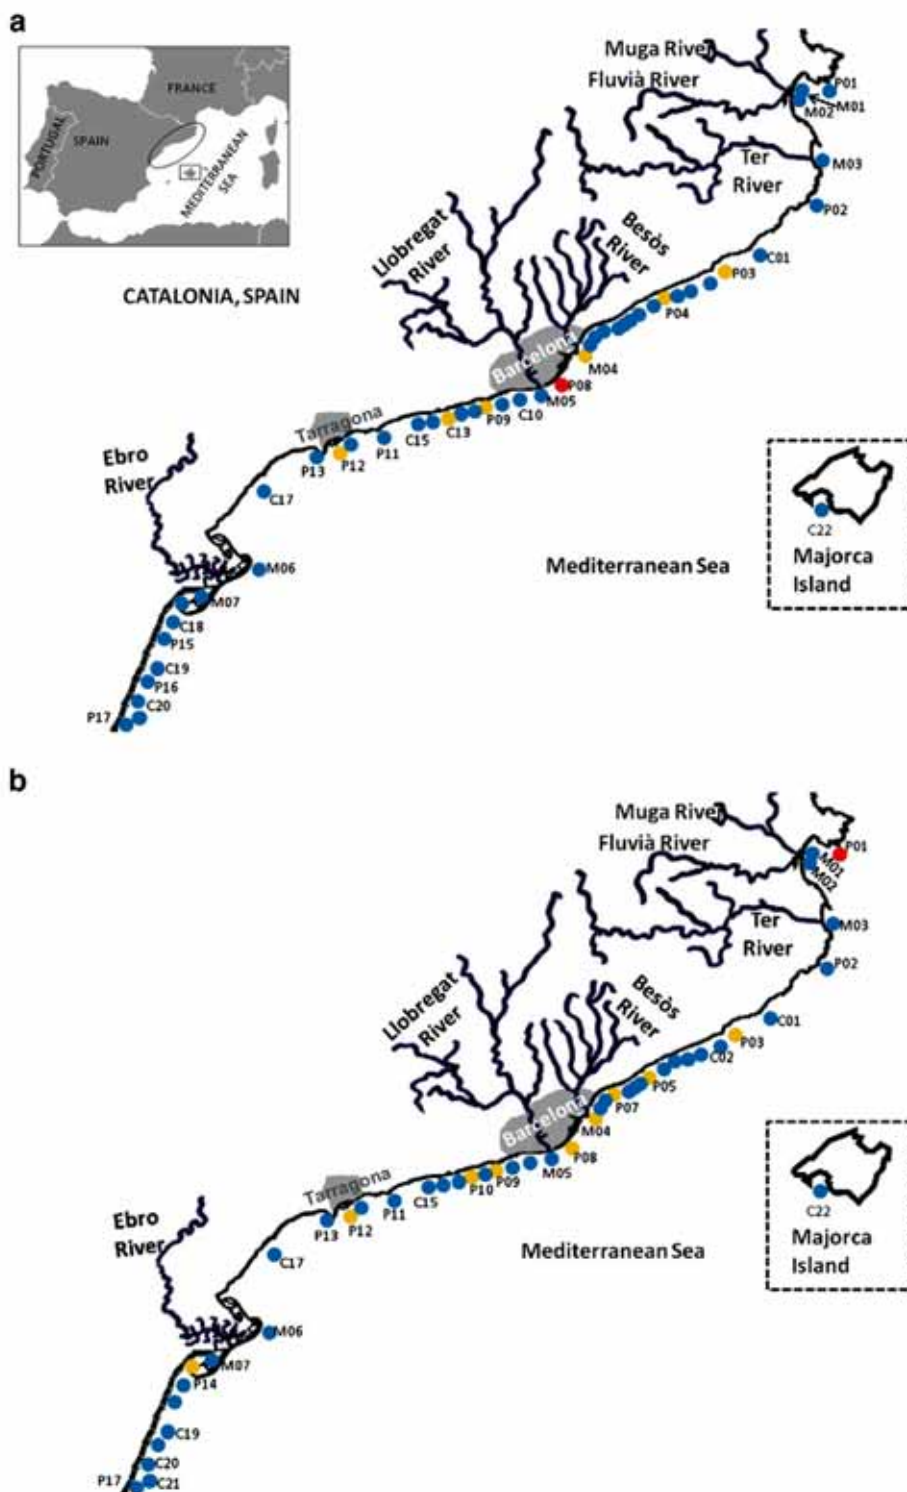 a
FRANCE
PORTUGAL
SPAIN
MEDITERRANEAN
SEA
CATALONIA, SPAIN
Muga River
Fluvià River
P01
M01
M02
Ter
River
M03
P02
Llobregat
River
Besòs
River
C01
P03
P04
Barcelona
M04
P08
M05
C10
P09
C13
C15
Tarragona
P11
P12
P13
Ebro
River
C17
M06
M07
C18
P15
C19
P16
C20
P17
Mediterranean Sea
C22
Majorca
Island
b
Muga River
Fluvià River
P01
M01
M02
Ter
River
M03
P02
Llobregat
River
Besòs
River
C01
P03
C02
P05
P07
Barcelona
M04
P08
M05
P09
P10
C15
Tarragona
P11
P12
P13
Ebro
River
C17
M06
M07
P14
C19
C20
P17
C21
Mediterranean Sea
C22
Majorca
Island